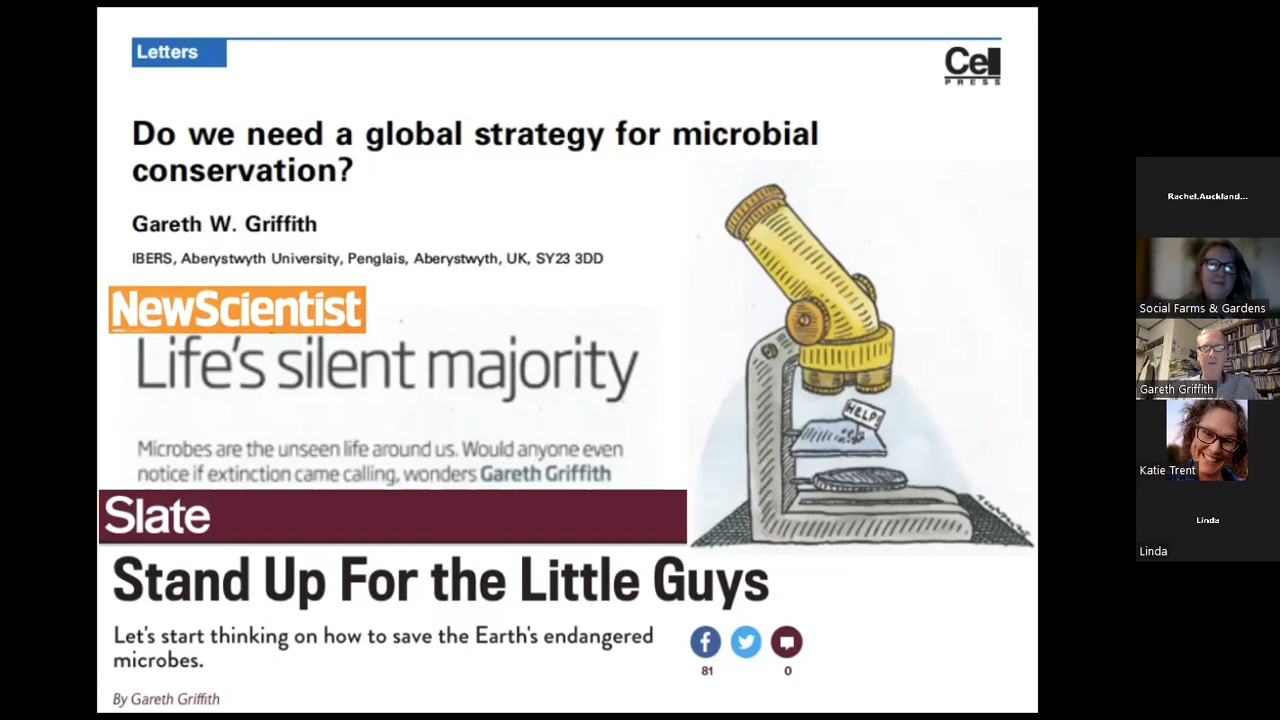 Letters
Cell
PRESS
Do we need a global strategy for microbial
conservation?
Gareth W. Griffith
IBERS, Aberystwyth University, Penglais, Aberystwyth, UK, SY23 3DD
NewScientist
Life's silent majority
Microbes are the unseen life around us. Would anyone even
notice if extinction came calling, wonders Gareth Griffith
HELP!
Slate
Stand Up For the Little Guys
Let's start thinking on how to save the Earth's endangered
microbes.
81
0
By Gareth Griffith
Rachel.Auckland...
Social Farms & Gardens
Gareth Griffith
Katie Trent
Linda
Linda